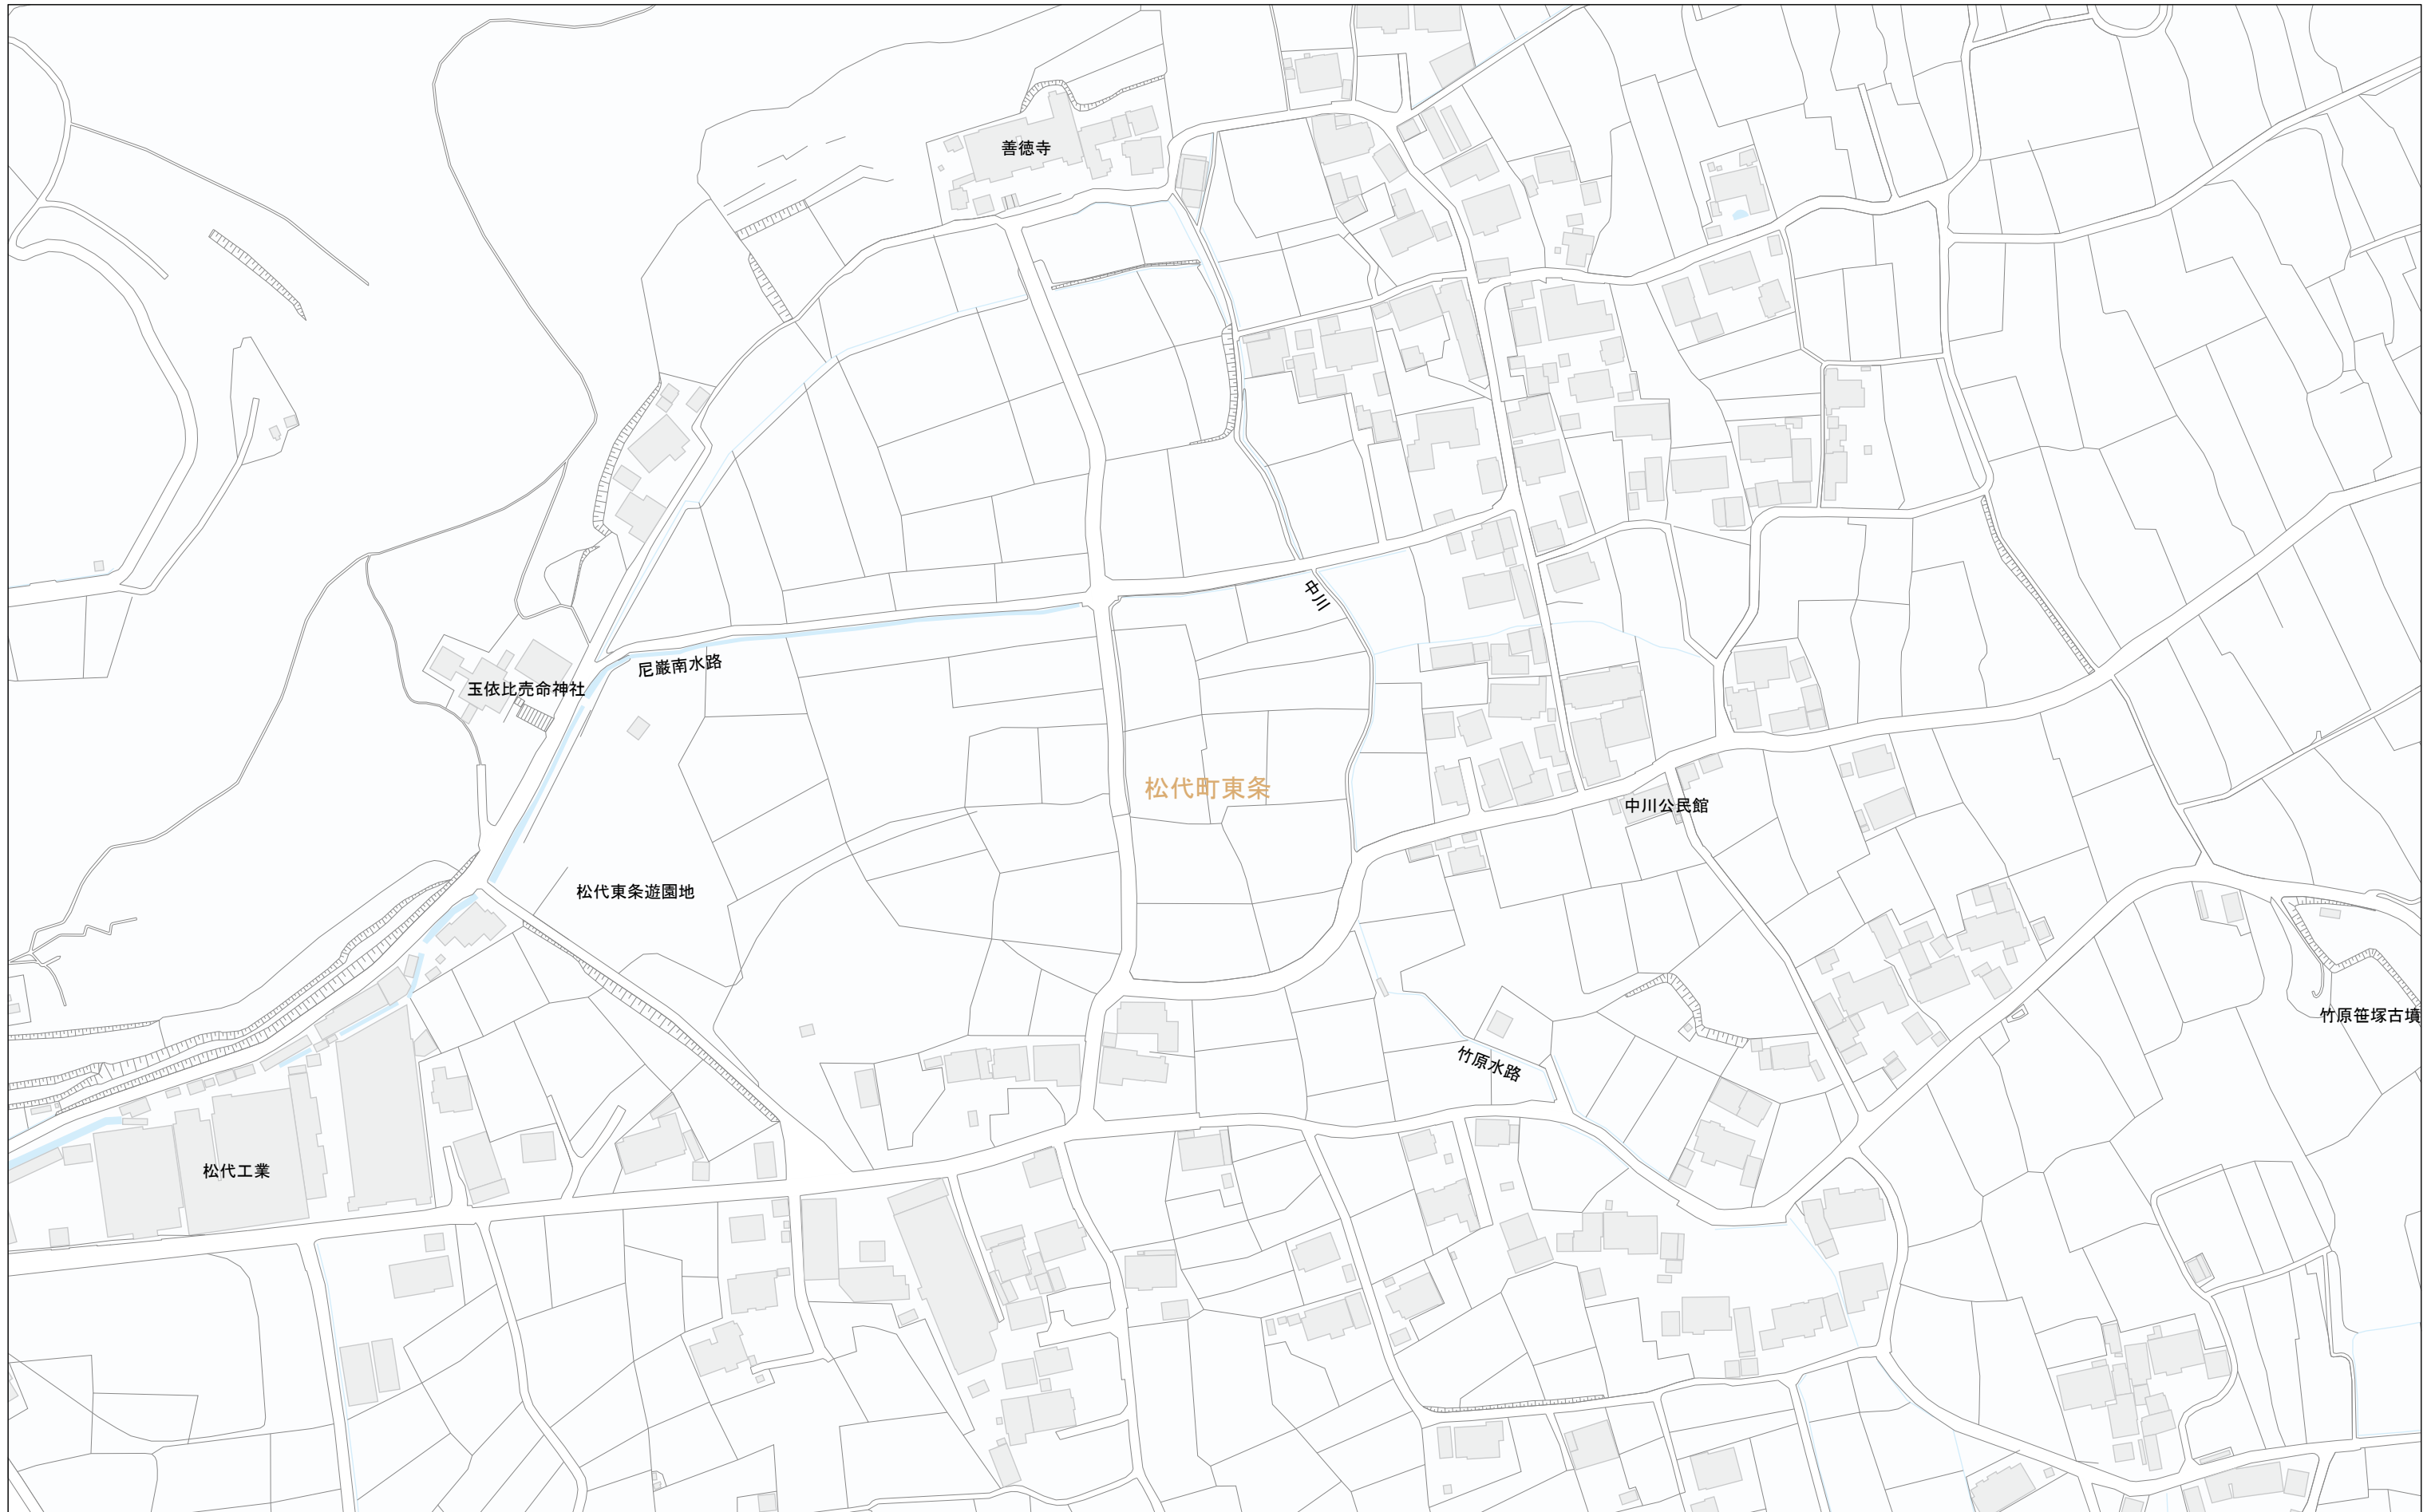 善徳寺
中川
尼巌南水路
玉依比売命神社
松代町東条
中川公民館
松代東条遊園地
竹原笹塚古墳
竹原水路
松代工業